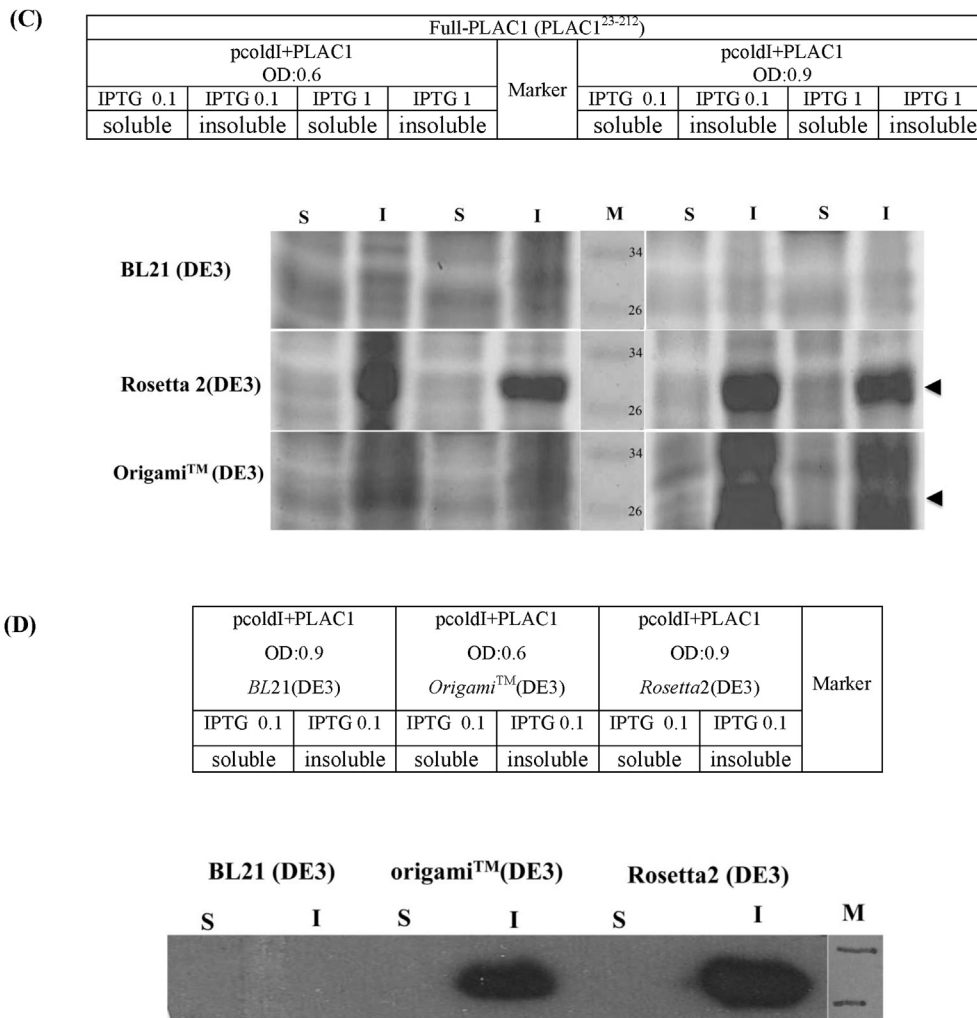 (C)
Full-PLAC1 (PLAC1²³⁻²¹²)
pcoldI+PLAC1
OD:0.6
Marker
pcoldI+PLAC1
OD:0.9
IPTG 0.1 IPTG 0.1 IPTG 1 IPTG 1 IPTG 0.1 IPTG 0.1 IPTG 1 IPTG 1
soluble insoluble soluble insoluble soluble insoluble soluble insoluble
S I S I M S I S I
BL21 (DE3)
34
26
Rosetta 2(DE3)
34
26
Origami™ (DE3)
34
26
(D)
pcoldI+PLAC1 pcoldI+PLAC1 pcoldI+PLAC1
OD:0.9 OD:0.6 OD:0.9
BL21(DE3) Origami™(DE3) Rosetta2(DE3) Marker
IPTG 0.1 IPTG 0.1 IPTG 0.1 IPTG 0.1 IPTG 0.1 IPTG 0.1
soluble insoluble soluble insoluble soluble insoluble
BL21 (DE3) origami™(DE3) Rosetta2 (DE3)
S I S I S I M